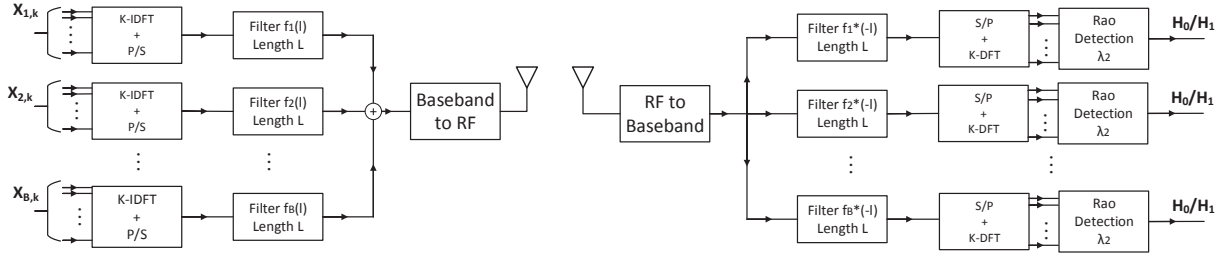 X1,k
K-IDFT
+
P/S
Filter f1(l)
Length L
X2,k
K-IDFT
+
P/S
Filter f2(l)
Length L
+
Baseband
to RF
XB,k
K-IDFT
+
P/S
Filter fB(l)
Length L
RF to
Baseband
Filter f1*(-l)
Length L
S/P
+
K-DFT
Rao
Detection
λ2
H0/H1
Filter f2*(-l)
Length L
S/P
+
K-DFT
Rao
Detection
λ2
H0/H1
Filter fB*(-l)
Length L
S/P
+
K-DFT
Rao
Detection
λ2
H0/H1